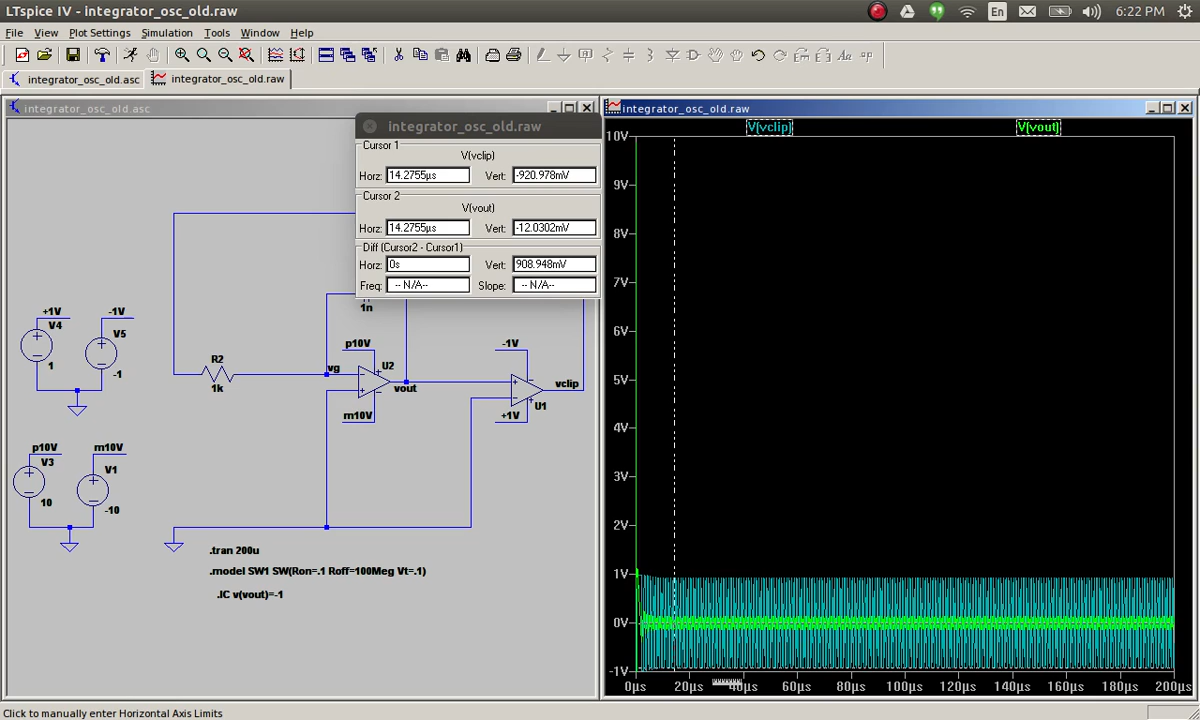 LTspice IV - integrator_osc_old.raw
En
6:22 PM
File View Plot Settings Simulation Tools Window Help
integrator_osc_old.asc
integrator_osc_old.raw
integrator_osc_old.asc
integrator_osc_old.raw
Cursor 1
V(vclip)
Horz: 14.2755µs Vert: -920.978mV
Cursor 2
V(vout)
Horz: 14.2755µs Vert: -12.0302mV
Diff (Cursor2 - Cursor1)
Horz: 0s Vert: 908.948mV
Freq: -- N/A-- Slope: -- N/A--
1n
+1V
V4
1
-1V
V5
-1
R2
1k
vg
p10V
U2
m10V
vout
-1V
+1V
U1
vclip
p10V
V3
10
m10V
V1
-10
.tran 200u
.model SW1 SW(Ron=.1 Roff=100Meg Vt=.1)
.IC v(vout)=-1
integrator_osc_old.raw
V(vclip) V(vout)
10V
9V
8V
7V
6V
5V
4V
3V
2V
1V
0V
-1V
0µs 20µs 40µs 60µs 80µs 100µs 120µs 140µs 160µs 180µs 200µs
Click to manually enter Horizontal Axis Limits